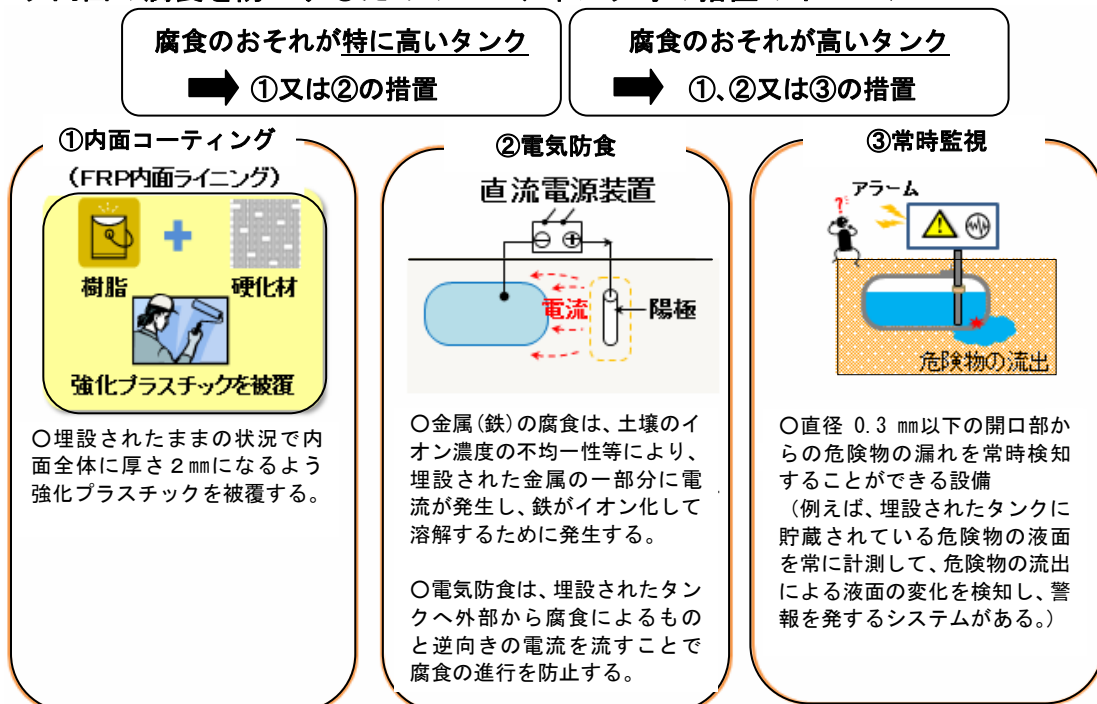 腐食のおそれが特に高いタンク
➡ ①又は②の措置
腐食のおそれが高いタンク
➡ ①、②又は③の措置
①内面コーティング
（FRP内面ライニング）
樹脂
+
硬化材
強化プラスチックを被覆
〇埋設されたままの状況で内
面全体に厚さ２㎜になるよう
強化プラスチックを被覆する。
②電気防食
直流電源装置
⊖ ⊕
電流
陽極
〇金属(鉄)の腐食は、土壌のイ
オン濃度の不均一性等により、
埋設された金属の一部分に電
流が発生し、鉄がイオン化して
溶解するために発生する。
〇電気防食は、埋設されたタン
クへ外部から腐食によるもの
と逆向きの電流を流すことで
腐食の進行を防止する。
③常時監視
アラーム
!?
危険物の流出
〇直径 0.3 ㎜以下の開口部か
らの危険物の漏れを常時検知
することができる設備
（例えば、埋設されたタンクに
貯蔵されている危険物の液面
を常に計測して、危険物の流出
による液面の変化を検知し、警
報を発するシステムがある。）